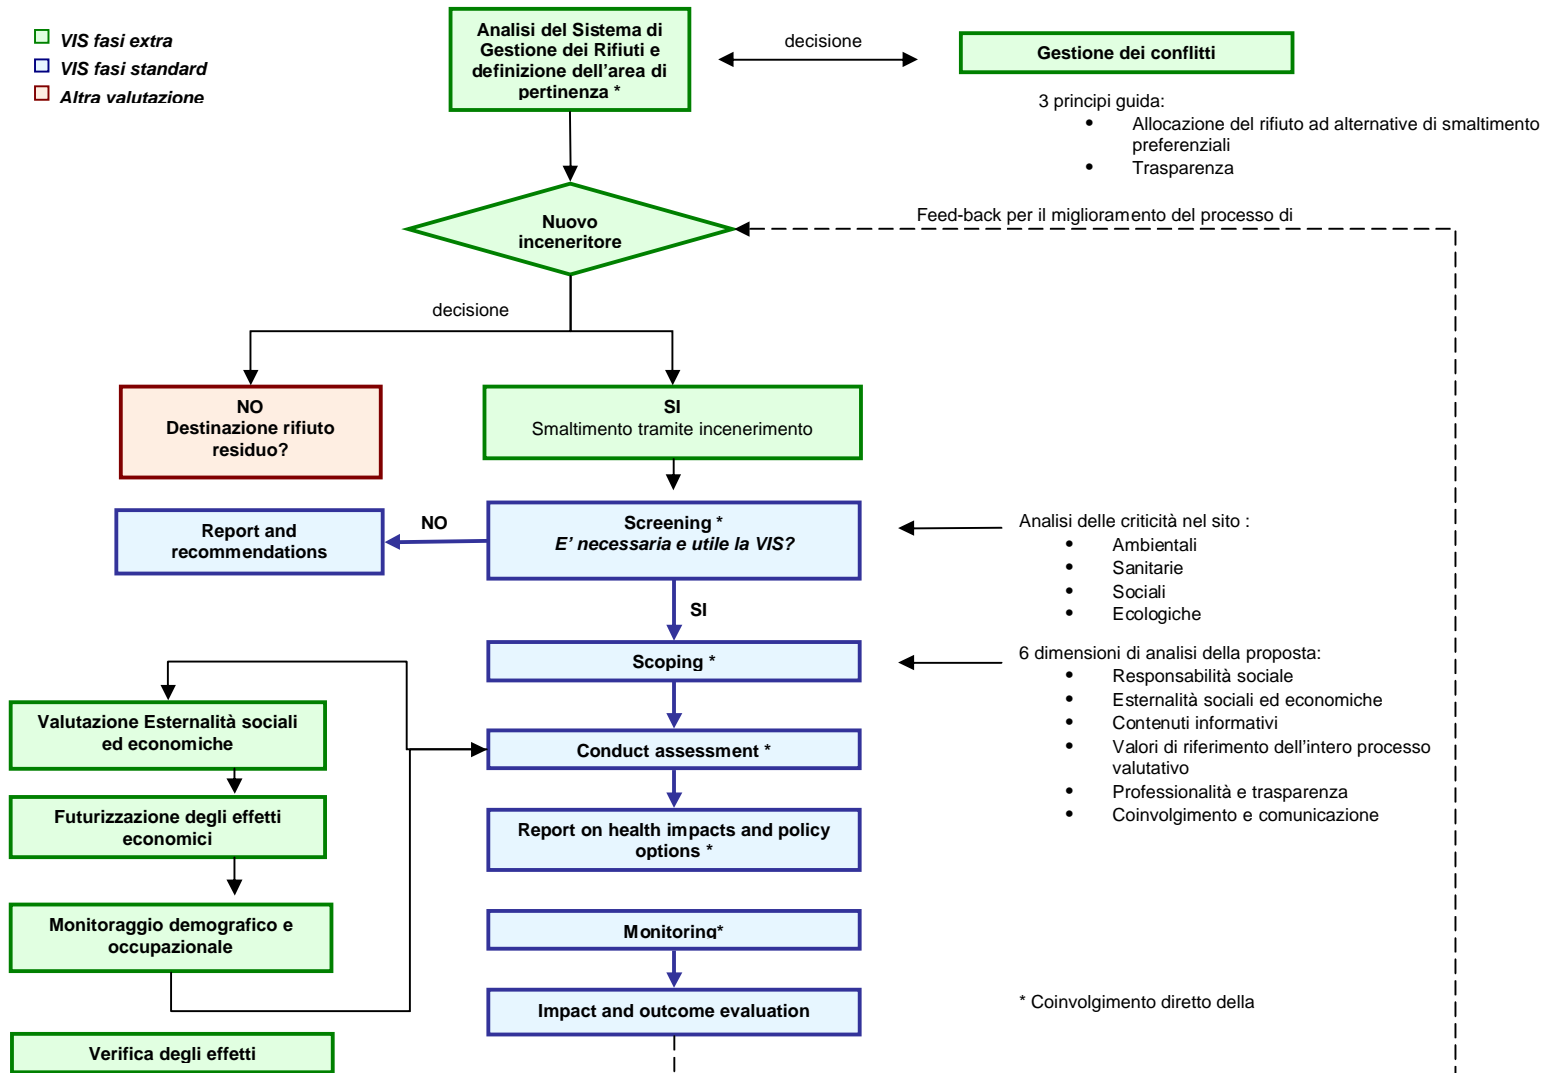 VIS fasi extra
VIS fasi standard
Altra valutazione
Analisi del Sistema di
Gestione dei Rifiuti e
definizione dell'area di
pertinenza *
decisione
Gestione dei conflitti
3 principi guida:
• Allocazione del rifiuto ad alternative di smaltimento
preferenziali
• Trasparenza
Nuovo
inceneritore
Feed-back per il miglioramento del processo di
decisione
NO
Destinazione rifiuto
residuo?
SI
Smaltimento tramite incenerimento
Report and
recommendations
NO
Screening *
E' necessaria e utile la VIS?
Analisi delle criticità nel sito :
• Ambientali
• Sanitarie
• Sociali
• Ecologiche
SI
Scoping *
6 dimensioni di analisi della proposta:
• Responsabilità sociale
• Esternalità sociali ed economiche
• Contenuti informativi
• Valori di riferimento dell'intero processo
valutativo
• Professionalità e trasparenza
• Coinvolgimento e comunicazione
Valutazione Esternalità sociali
ed economiche
Conduct assessment *
Futurizzazione degli effetti
economici
Report on health impacts and policy
options *
Monitoraggio demografico e
occupazionale
Monitoring*
Impact and outcome evaluation
* Coinvolgimento diretto della
Verifica degli effetti